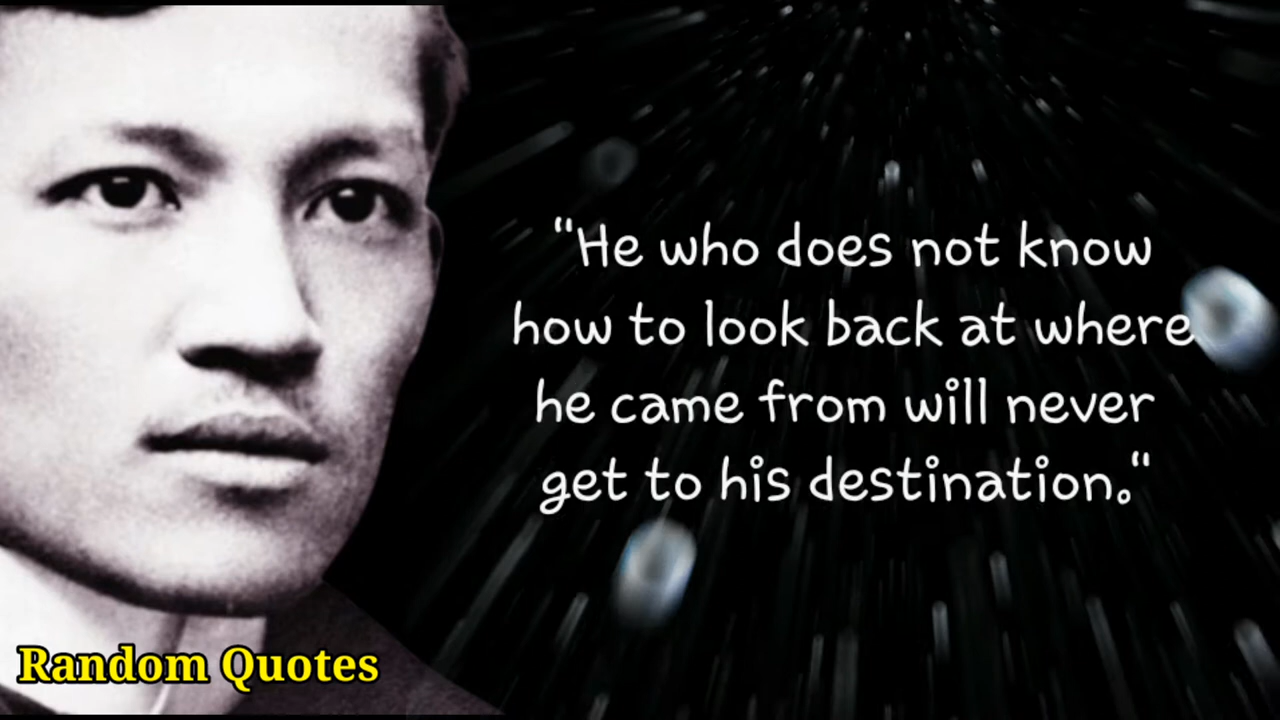 “He who does not know
how to look back at where
he came from will never
get to his destination.“
Random Quotes